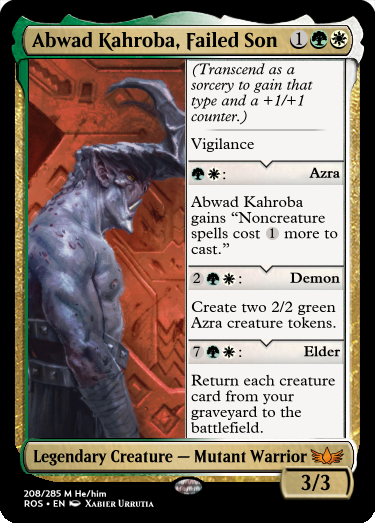 Abwad Kahroba, Failed Son 1
(Transcend as a
sorcery to gain that
type and a +1/+1
counter.)
Vigilance
: Azra
Abwad Kahroba
gains “Noncreature
spells cost 1 more to
cast.”
2 : Demon
Create two 2/2 green
Azra creature tokens.
7 : Elder
Return each creature
card from your
graveyard to the
battlefield.
Legendary Creature — Mutant Warrior
3/3
208/285 M He/him
ROS • EN Xabier Urrutia